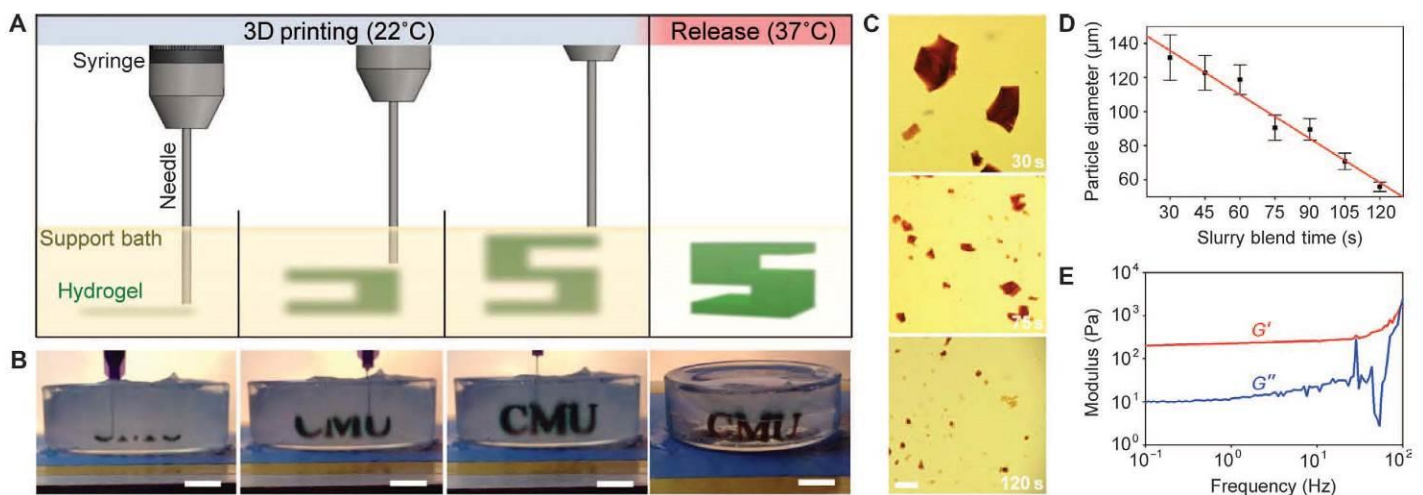 A
3D printing (22°C)
Release (37°C)
Syringe
Needle
Support bath
Hydrogel
B
CMU
CMU
CMU
C
30 s
75 s
120 s
D
Particle diameter (µm)
140
120
100
80
60
30 45 60 75 90 105 120
Slurry blend time (s)
E
Modulus (Pa)
10⁴
10³
10²
10¹
10⁰
G′
G″
10⁻¹ 10⁰ 10¹ 10²
Frequency (Hz)